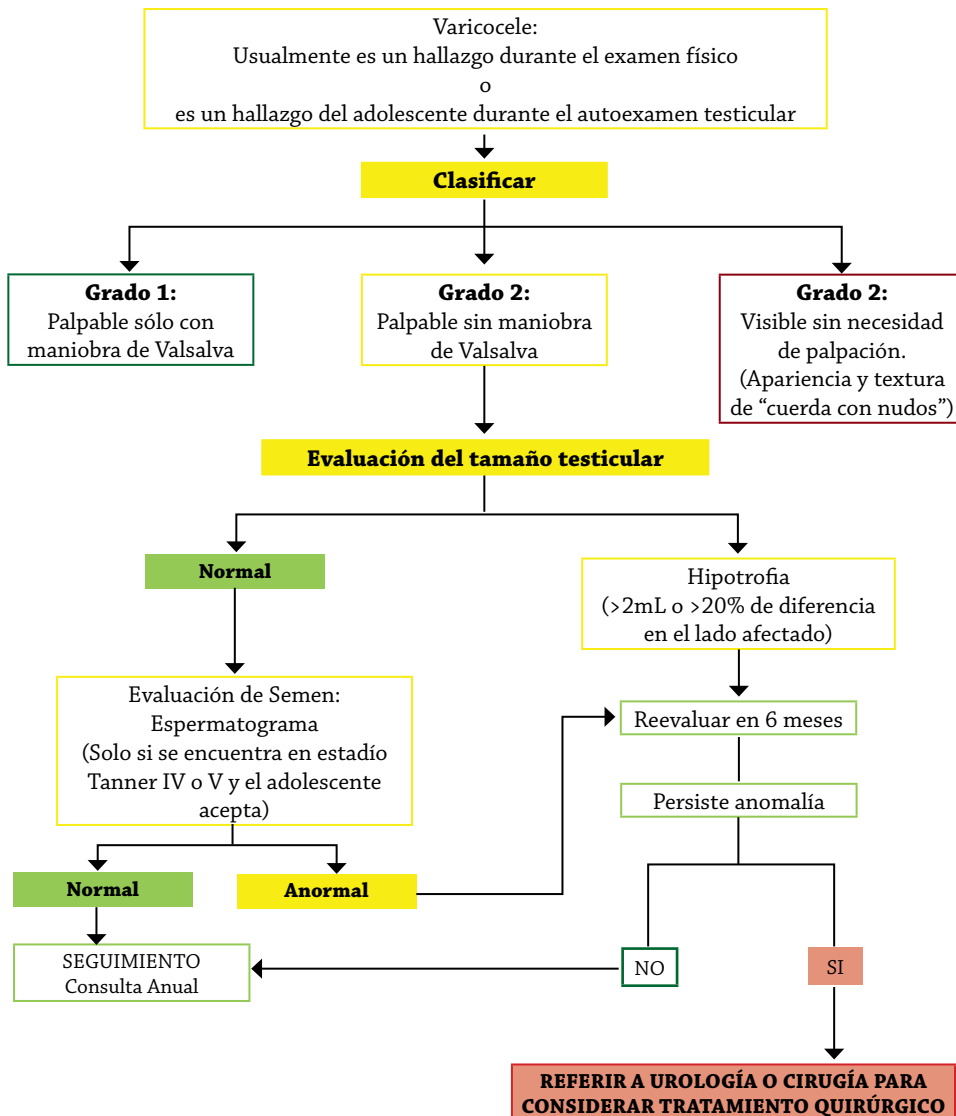 Varicocele:
Usualmente es un hallazgo durante el examen físico
o
es un hallazgo del adolescente durante el autoexamen testicular
Clasificar
Grado 1:
Palpable sólo con
maniobra de Valsalva
Grado 2:
Palpable sin maniobra
de Valsalva
Grado 2:
Visible sin necesidad
de palpación.
(Apariencia y textura
de “cuerda con nudos”)
Evaluación del tamaño testicular
Normal
Hipotrofia
(>2mL o >20% de diferencia
en el lado afectado)
Evaluación de Semen:
Espermatograma
(Solo si se encuentra en estadío
Tanner IV o V y el adolescente
acepta)
Reevaluar en 6 meses
Persiste anomalía
Normal
Anormal
SEGUIMIENTO
Consulta Anual
NO
SI
REFERIR A UROLOGÍA O CIRUGÍA PARA
CONSIDERAR TRATAMIENTO QUIRÚRGICO